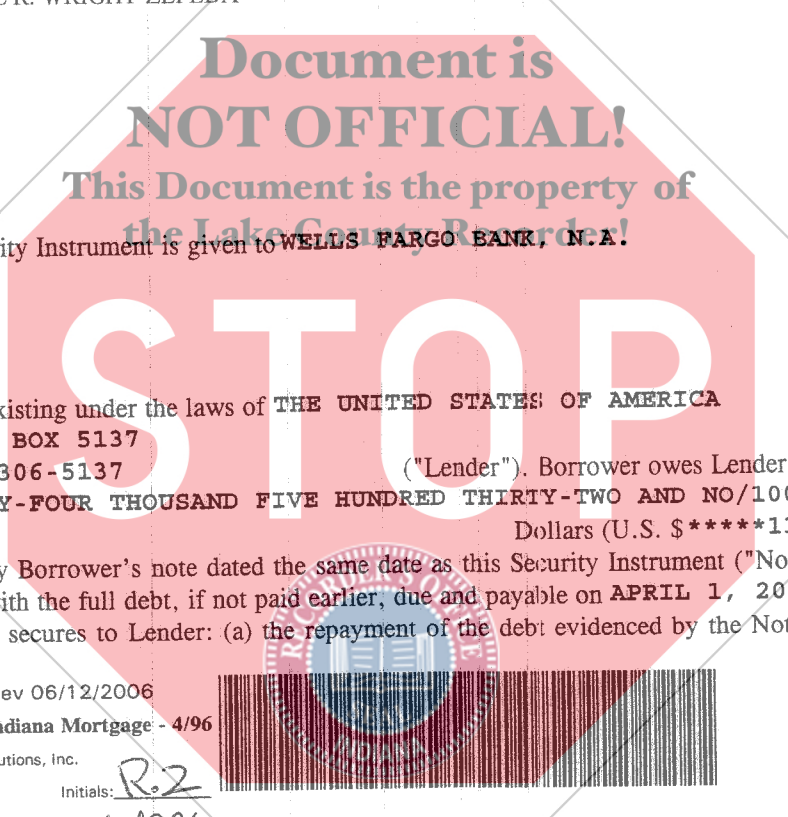 R. WRIGHT ZEPEDA
Document is
NOT OFFICIAL!
This Document is the property of
the Lake County Recorder!
ity Instrument is given to WELLS FARGO BANK, N.A.
STOP
xisting under the laws of THE UNITED STATES OF AMERICA
BOX 5137
306-5137 ("Lender"). Borrower owes Lender
Y-FOUR THOUSAND FIVE HUNDRED THIRTY-TWO AND NO/100
Dollars (U.S. $*****13
y Borrower's note dated the same date as this Security Instrument ("No
ith the full debt, if not paid earlier, due and payable on APRIL 1, 20
secures to Lender: (a) the repayment of the debt evidenced by the Not
RECORDER'S OFFICE
SEAL
INDIANA
ev 06/12/2006
ndiana Mortgage - 4/96
utions, Inc.
Initials: R.Z